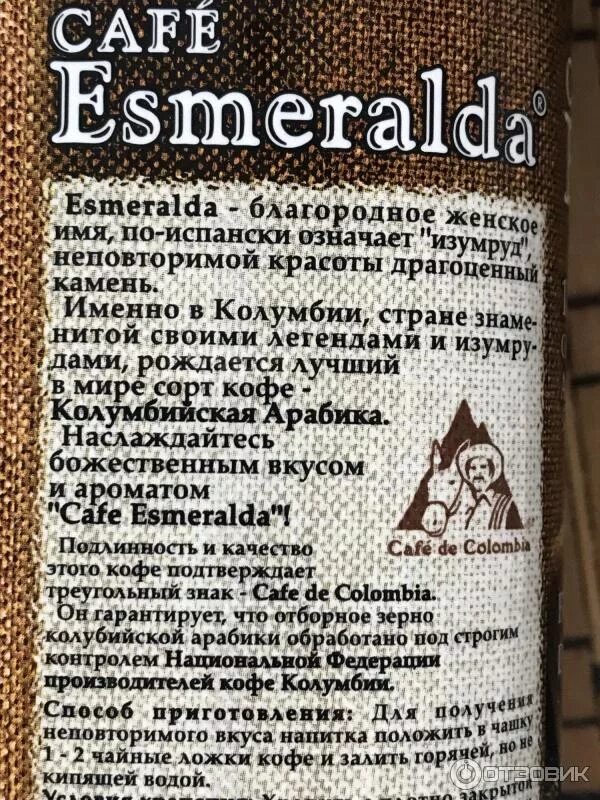 CAFÉ
Esmeralda®
Esmeralda - благородное женское
имя, по-испански означает "изумруд",
неповторимой красоты драгоценный
камень.
Именно в Колумбии, стране знаме-
нитой своими легендами и изумру-
дами, рождается лучший
в мире сорт кофе -
Колумбийская Арабика.
Наслаждайтесь
божественным вкусом
и ароматом
"Cafe Esmeralda"!
Café de Colombia
Подлинность и качество
этого кофе подтверждает
треугольный знак - Cafe de Colombia.
Он гарантирует, что отборное зерно
колубийской арабики обработано под строгим
контролем Национальной Федерации
производителей кофе Колумбии.
Способ приготовления: Для получения
неповторимого вкуса напитка положить в чашку
1 - 2 чайные ложки кофе и залить горячей, но не
кипящей водой.
Условия хранения: закрытой
ОТЗОВИК